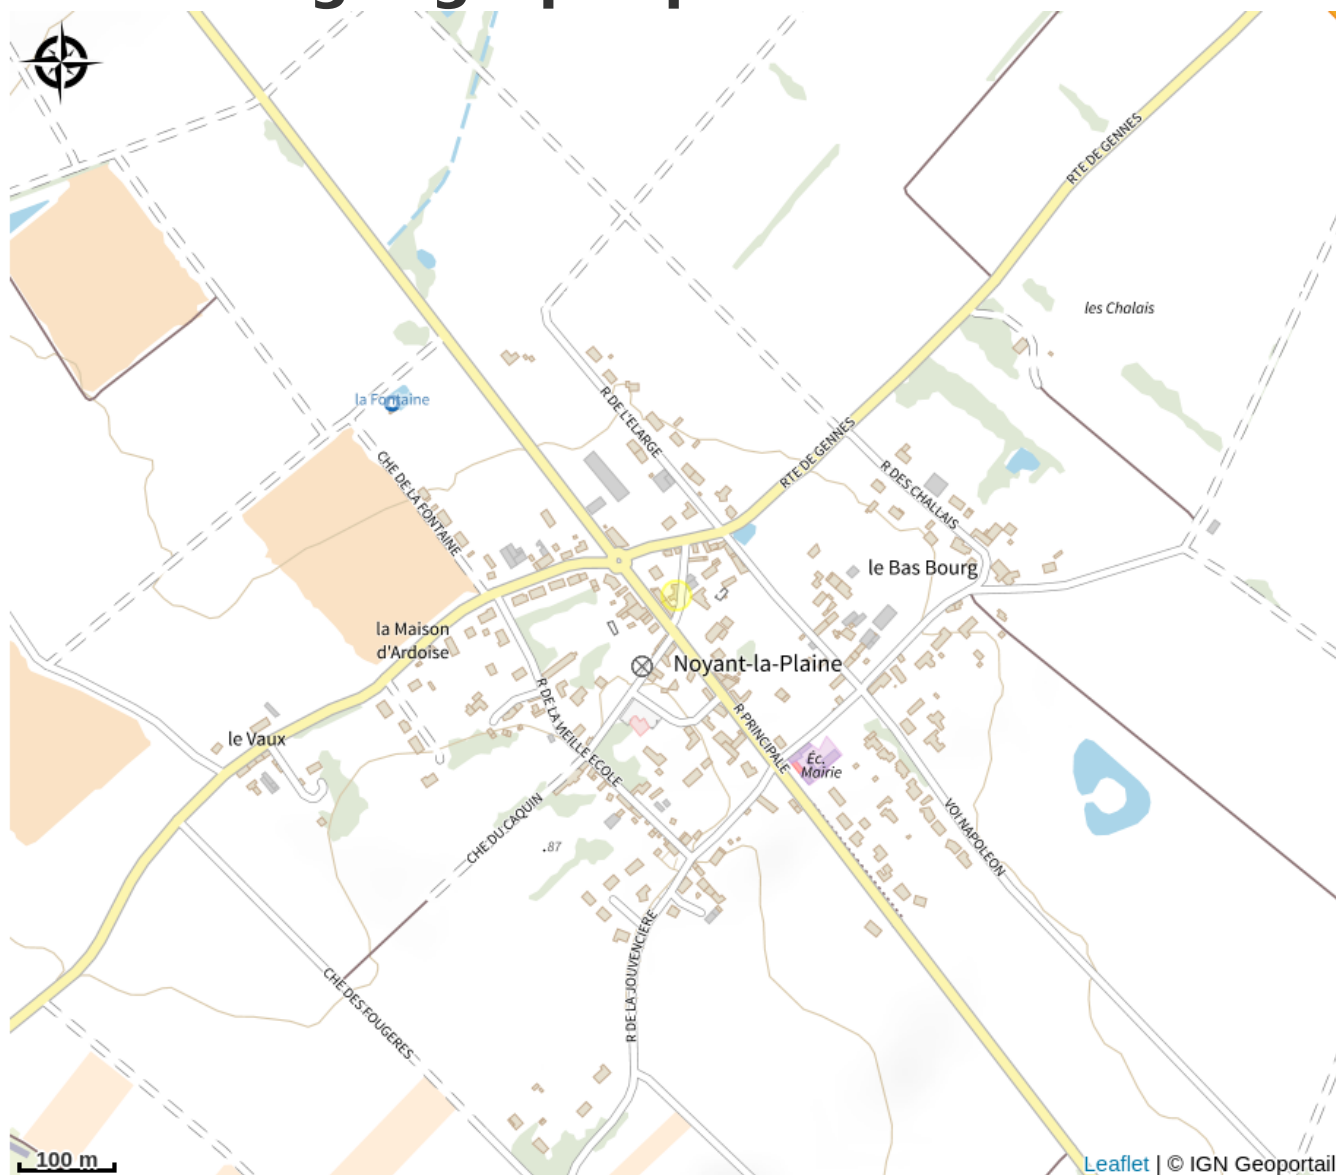 RTE DE GENNES
les Chalais
la Fontaine
R DE L'ELARGE
RTE DE GENNES
CHE DE LA FONTAINE
R DES CHALLAIS
le Bas Bourg
la Maison
d'Ardoise
Noyant-la-Plaine
R DE LA VIEILLE ECOLE
R PRINCIPALE
le Vaux
Éc.
Mairie
CHE DU CAQUIN
VOI NAPOLEON
.87
R DE LA JOUVENCIERE
CHE DES FOUGERES
100 m
Leaflet | © IGN Geoportail